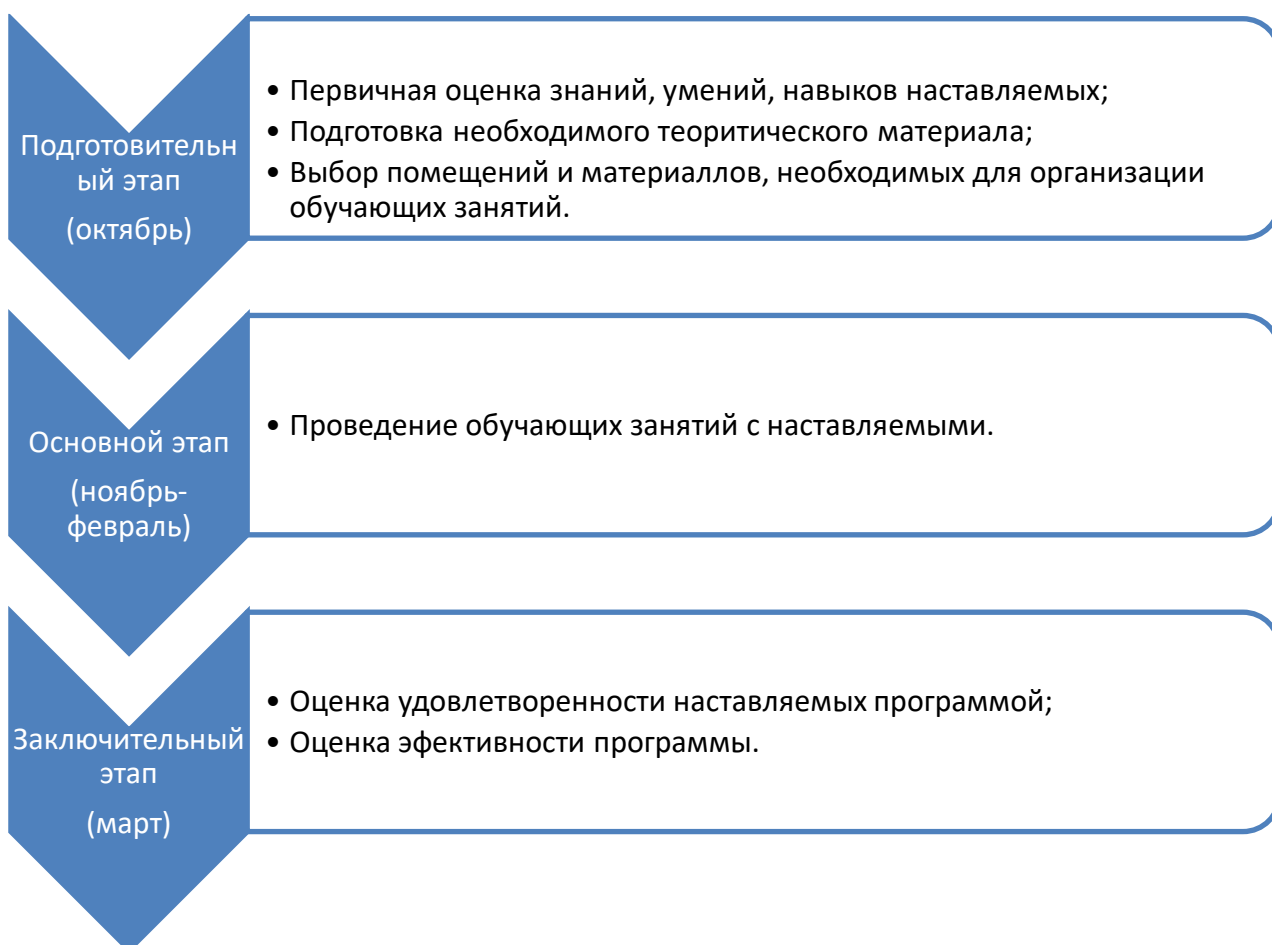 Подготовительн
ый этап
(октябрь)
• Первичная оценка знаний, умений, навыков наставляемых;
• Подготовка необходимого теоритического материала;
• Выбор помещений и материаллов, необходимых для организации
обучающих занятий.
Основной этап
(ноябрь-
февраль)
• Проведение обучающих занятий с наставляемыми.
Заключительный
этап
(март)
• Оценка удовлетворенности наставляемых программой;
• Оценка эфективности программы.